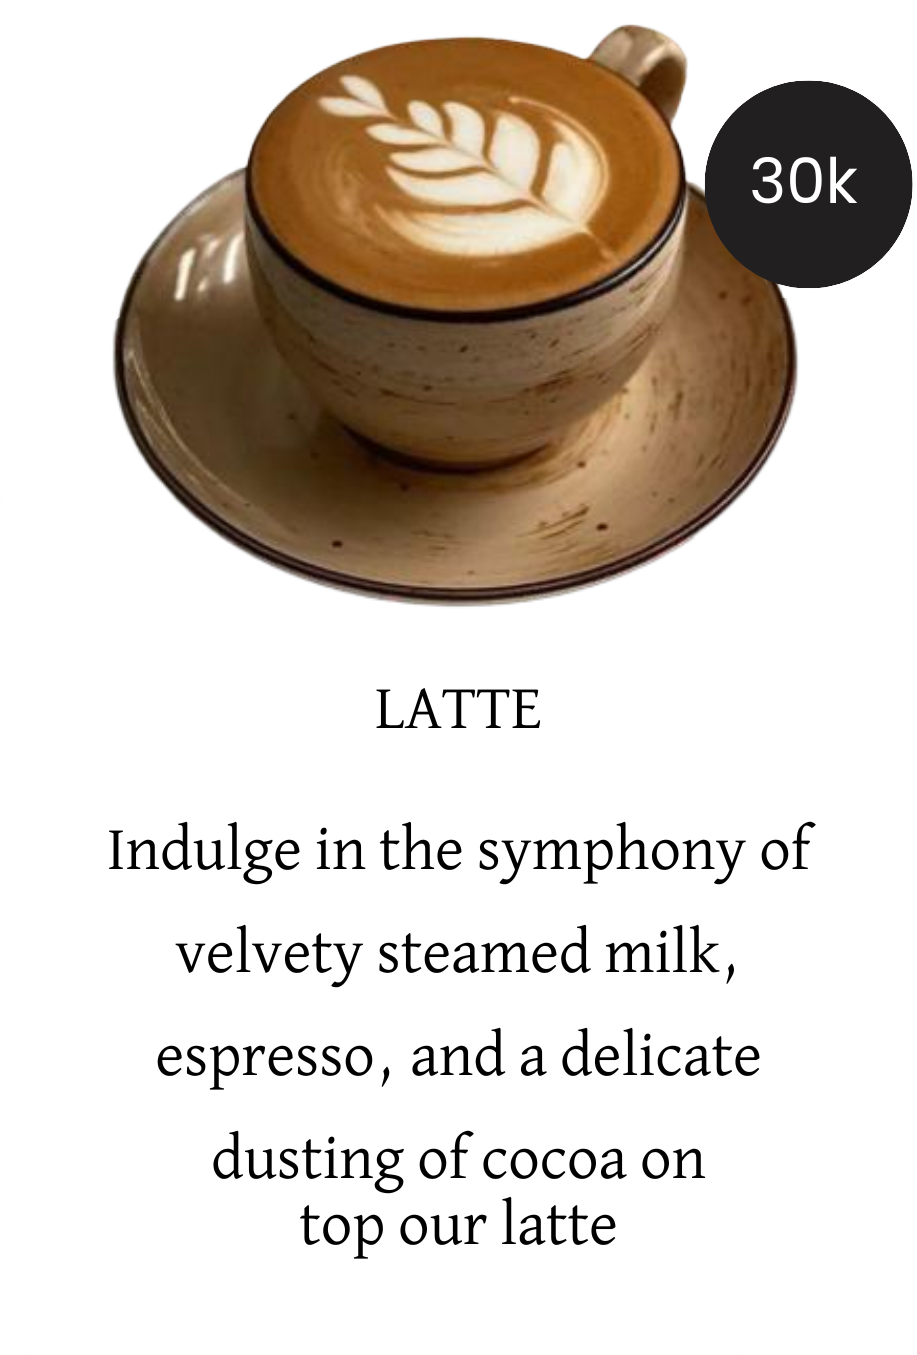 30k
LATTE
Indulge in the symphony of
velvety steamed milk,
espresso, and a delicate
dusting of cocoa on
top our latte